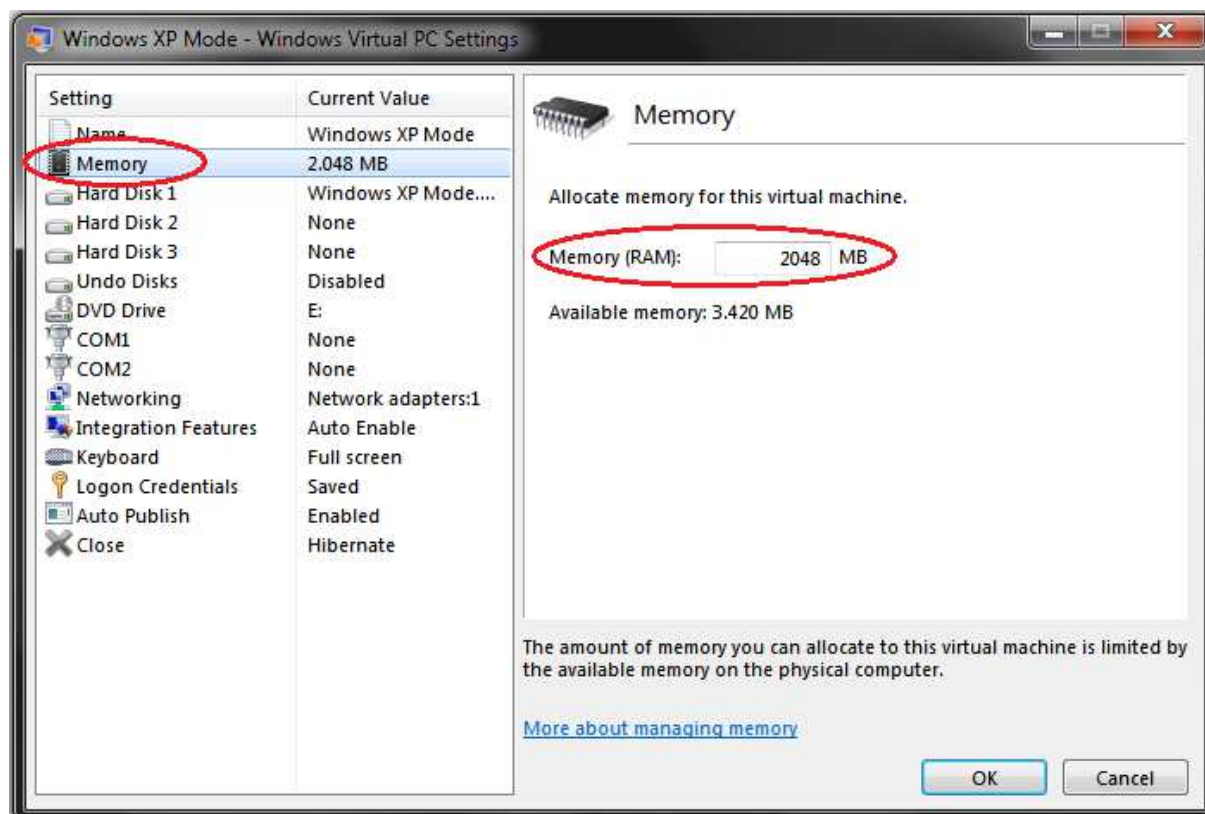 Windows XP Mode - Windows Virtual PC Settings
Setting Current Value
Name Windows XP Mode
Memory 2.048 MB
Hard Disk 1 Windows XP Mode....
Hard Disk 2 None
Hard Disk 3 None
Undo Disks Disabled
DVD Drive E:
COM1 None
COM2 None
Networking Network adapters:1
Integration Features Auto Enable
Keyboard Full screen
Logon Credentials Saved
Auto Publish Enabled
Close Hibernate
Memory
Allocate memory for this virtual machine.
Memory (RAM): 2048 MB
Available memory: 3.420 MB
The amount of memory you can allocate to this virtual machine is limited by
the available memory on the physical computer.
More about managing memory
OK Cancel